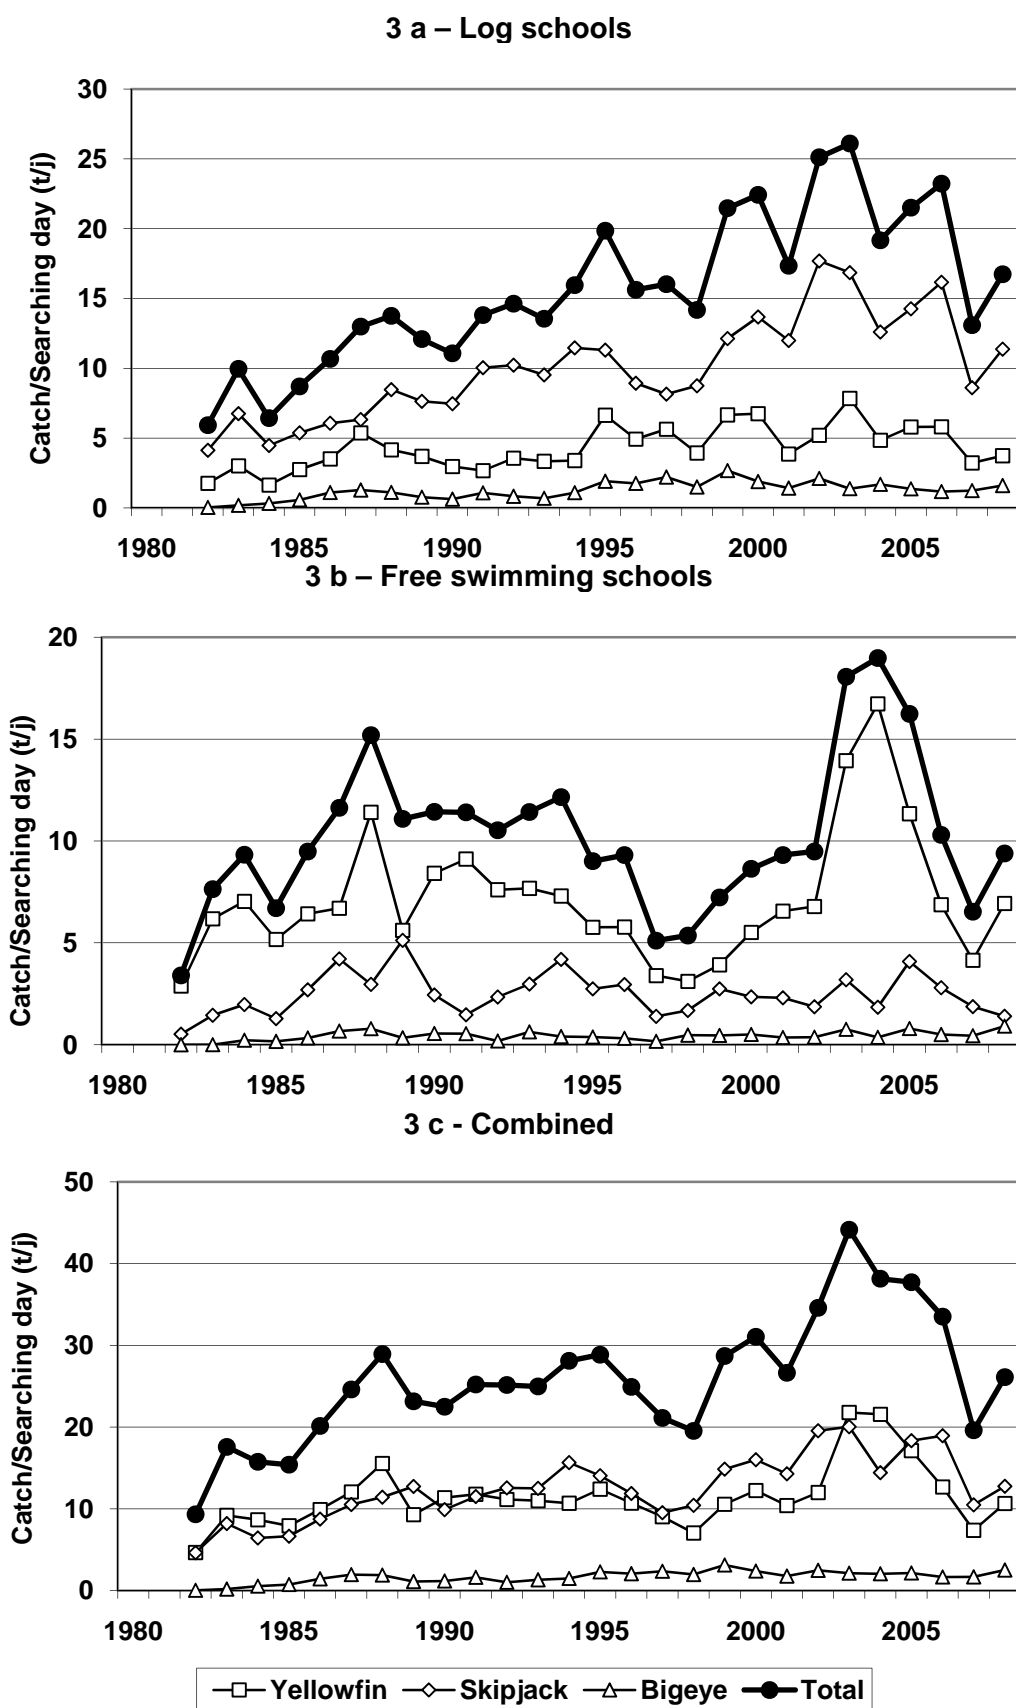 3 a – Log schools
Catch/Searching day (t/j)
30
25
20
15
10
5
0
1980 1985 1990 1995 2000 2005
3 b – Free swimming schools
Catch/Searching day (t/j)
20
15
10
5
0
1980 1985 1990 1995 2000 2005
3 c - Combined
Catch/Searching day (t/j)
50
40
30
20
10
0
1980 1985 1990 1995 2000 2005
Yellowfin Skipjack Bigeye Total